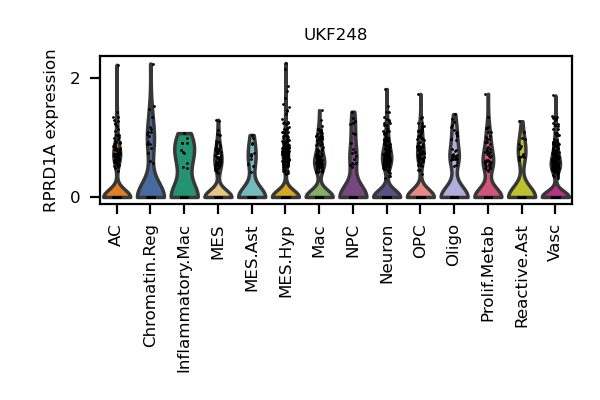 UKF248
RPRD1A expression
2
0
AC
Chromatin.Reg
Inflammatory.Mac
MES
MES.Ast
MES.Hyp
Mac
NPC
Neuron
OPC
Oligo
Prolif.Metab
Reactive.Ast
Vasc